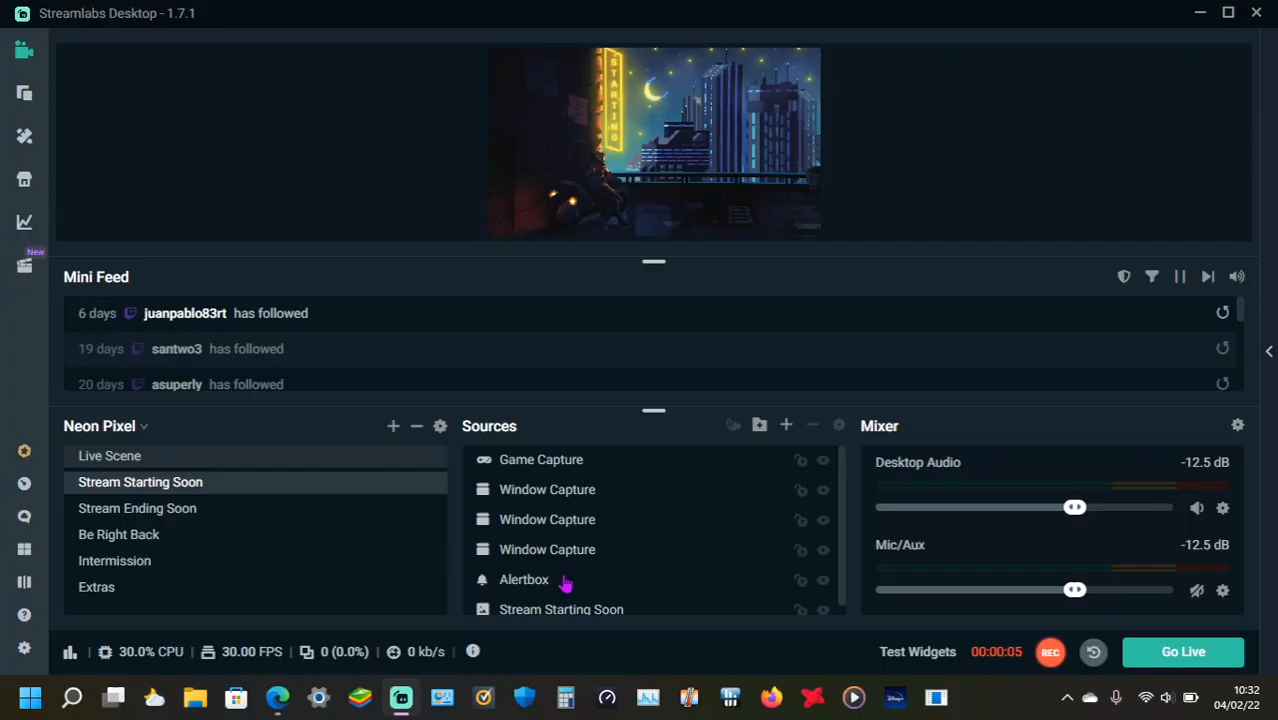 Streamlabs Desktop - 1.7.1
STARTING
New
Mini Feed
6 days juanpablo83rt has followed
19 days santwo3 has followed
20 days asuperly has followed
Neon Pixel
Live Scene
Stream Starting Soon
Stream Ending Soon
Be Right Back
Intermission
Extras
Sources
Game Capture
Window Capture
Window Capture
Window Capture
Alertbox
Stream Starting Soon
Mixer
Desktop Audio -12.5 dB
Mic/Aux -12.5 dB
30.0% CPU 30.00 FPS 0 (0.0%) 0 kb/s Test Widgets 00:00:05 REC Go Live
10:32
04/02/22